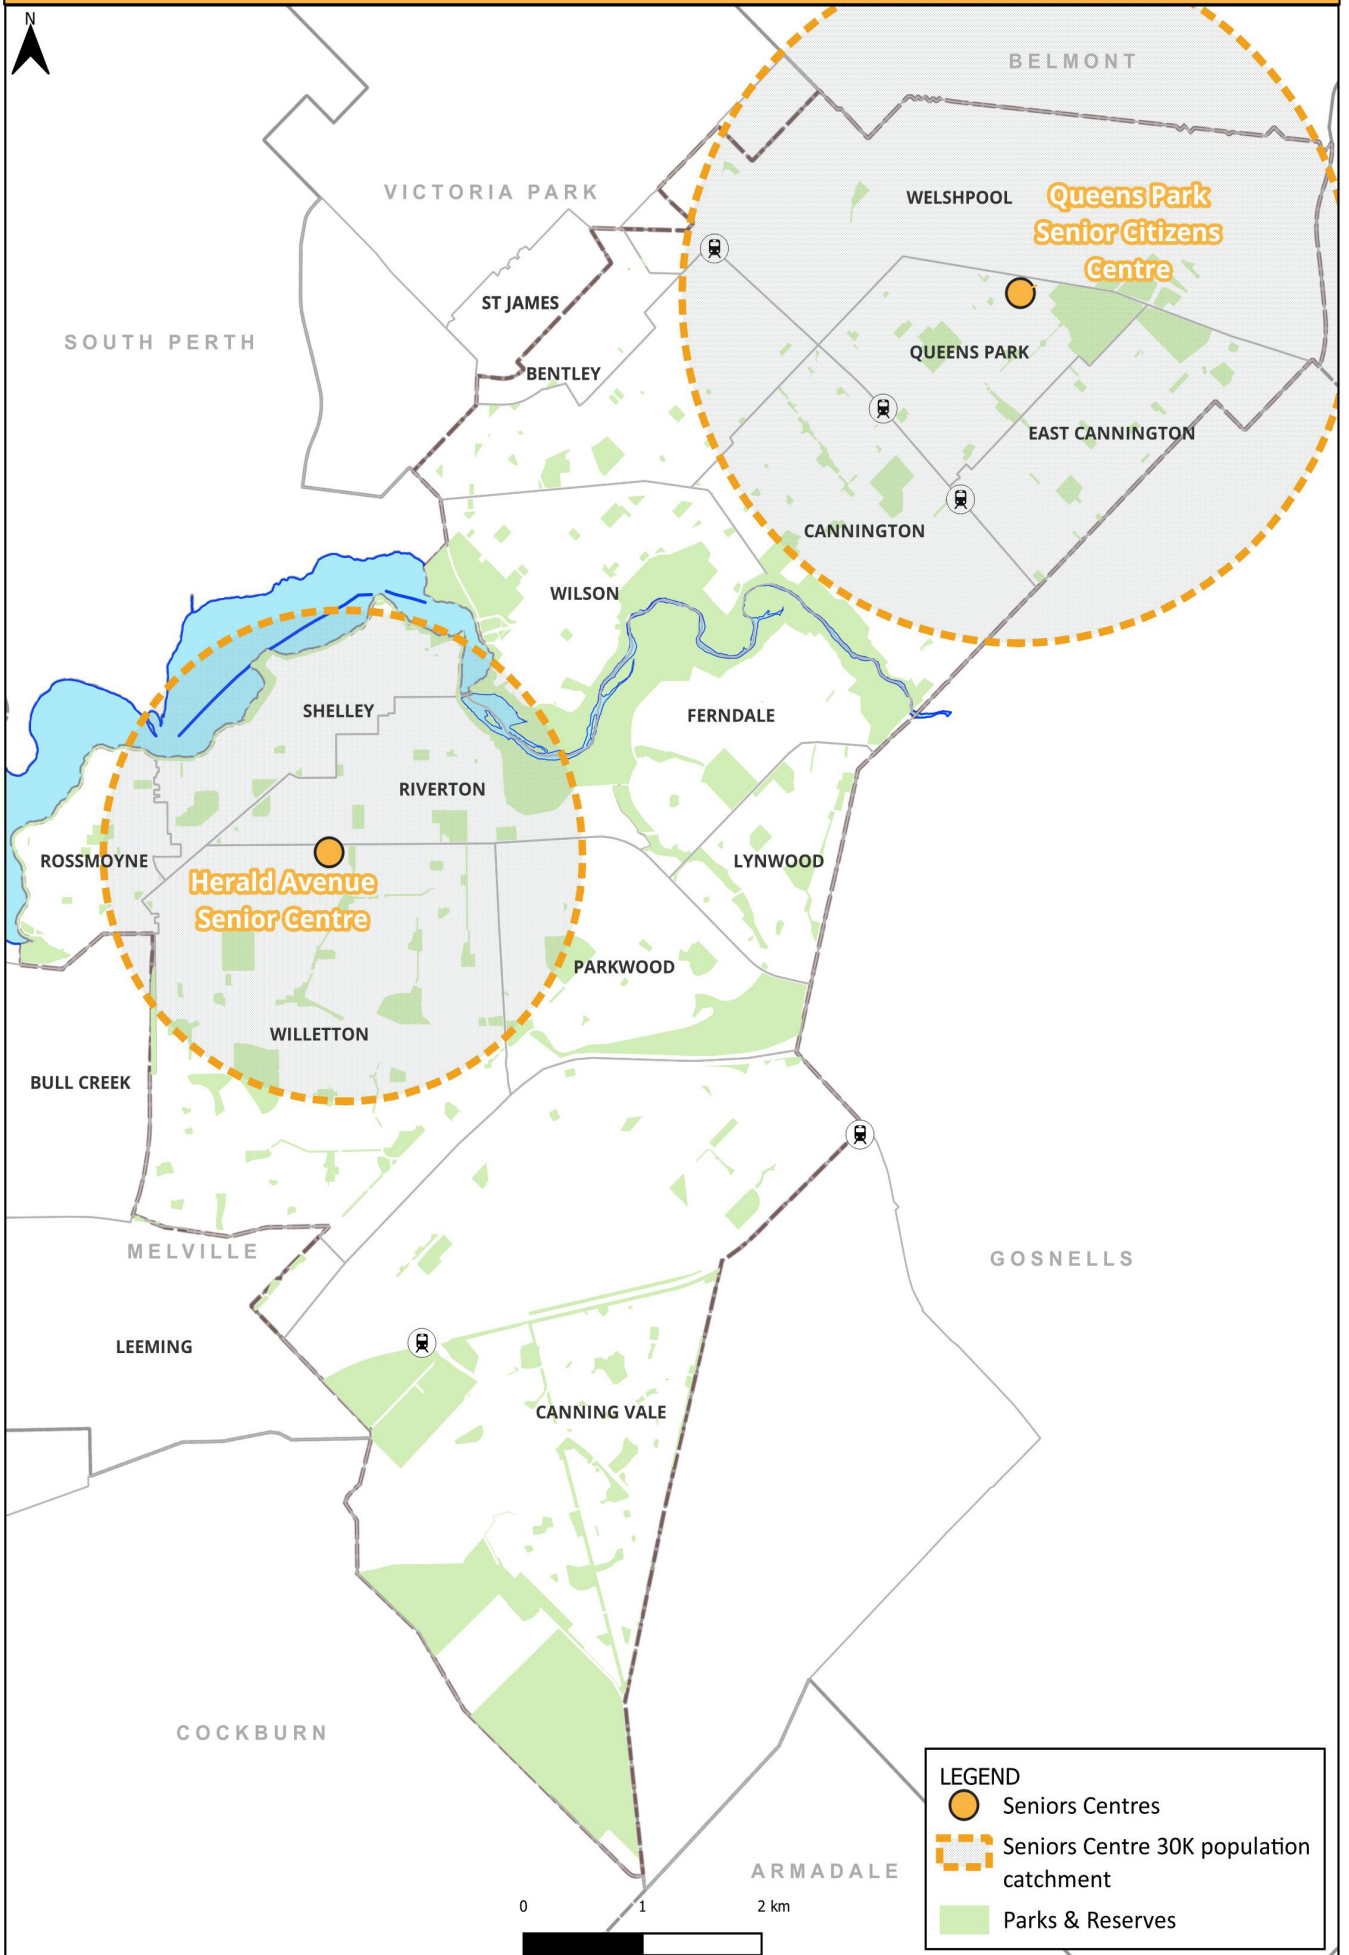 N
BELMONT
VICTORIA PARK
WELSHPOOL
Queens Park
Senior Citizens
Centre
ST JAMES
SOUTH PERTH
QUEENS PARK
BENTLEY
EAST CANNINGTON
CANNINGTON
WILSON
SHELLEY
FERNDALE
RIVERTON
ROSSMOYNE
LYNWOOD
Herald Avenue
Senior Centre
PARKWOOD
WILLETTON
BULL CREEK
MELVILLE
GOSNELLS
LEEMING
CANNING VALE
COCKBURN
ARMADALE
0 1 2 km
LEGEND
Seniors Centres
Seniors Centre 30K population
catchment
Parks & Reserves